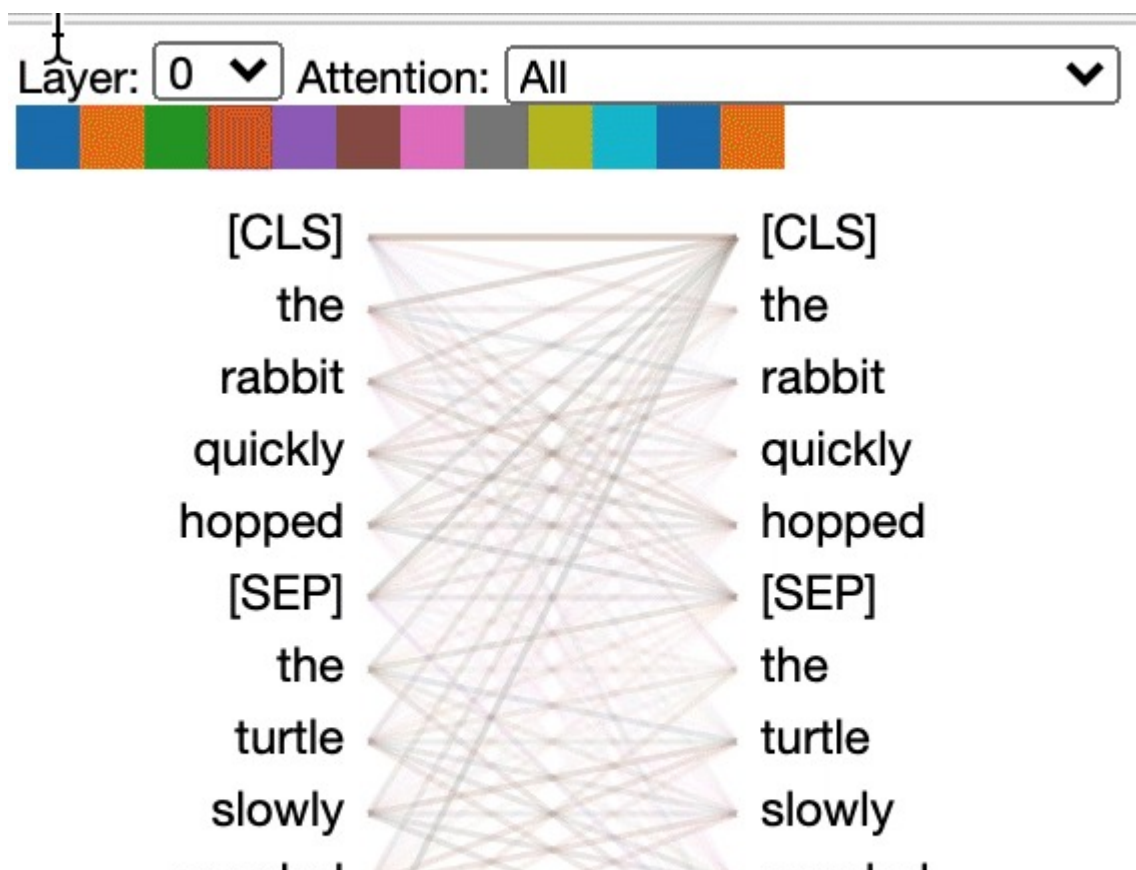 Layer: 0 Attention: All
[CLS] [CLS]
the the
rabbit rabbit
quickly quickly
hopped hopped
[SEP] [SEP]
the the
turtle turtle
slowly slowly